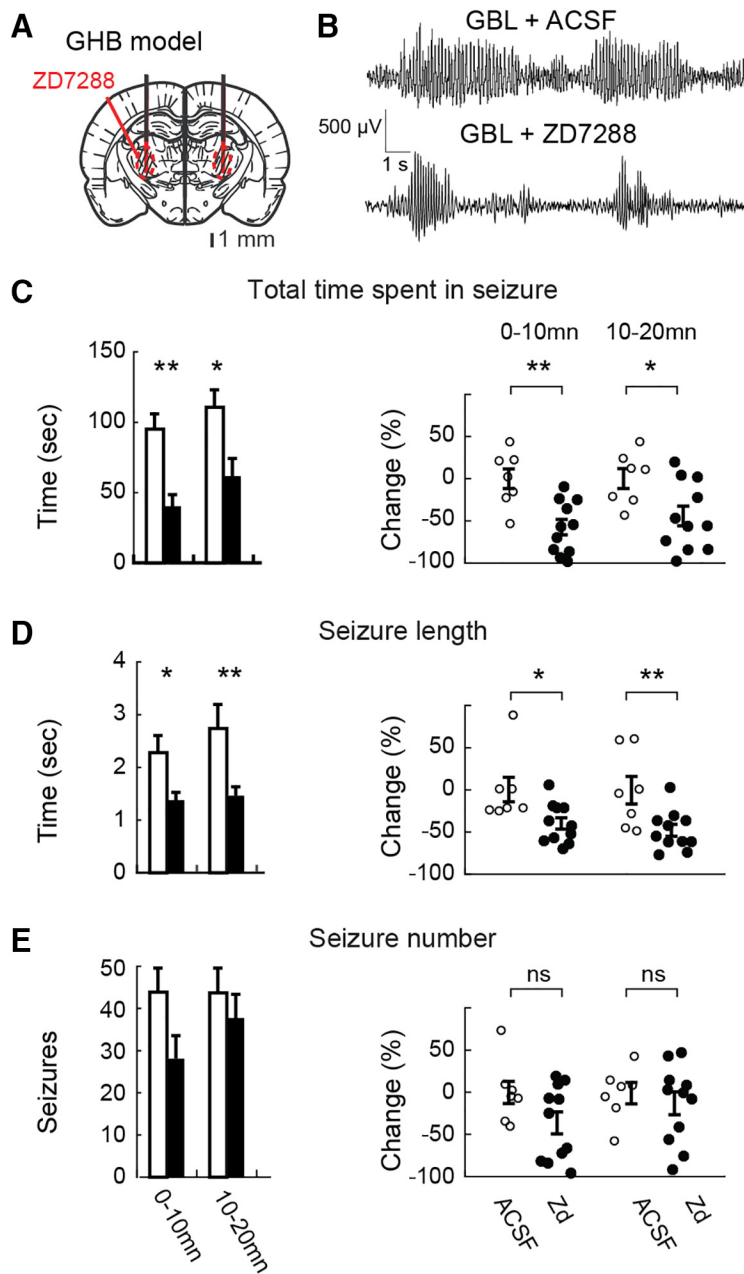 A
GHB model
ZD7288
1 mm
B
GBL + ACSF
500 µV
GBL + ZD7288
1 s
C
Total time spent in seizure
150
100
50
0
Time (sec)
** *
0-10mn 10-20mn
** *
50
0
-50
-100
Change (%)
D
Seizure length
4
3
2
1
0
Time (sec)
* **
* **
50
0
-50
-100
Change (%)
E
Seizure number
50
40
30
20
10
0
Seizures
0-10mn
10-20mn
ns ns
50
0
-50
-100
Change (%)
ACSF
Zd
ACSF
Zd